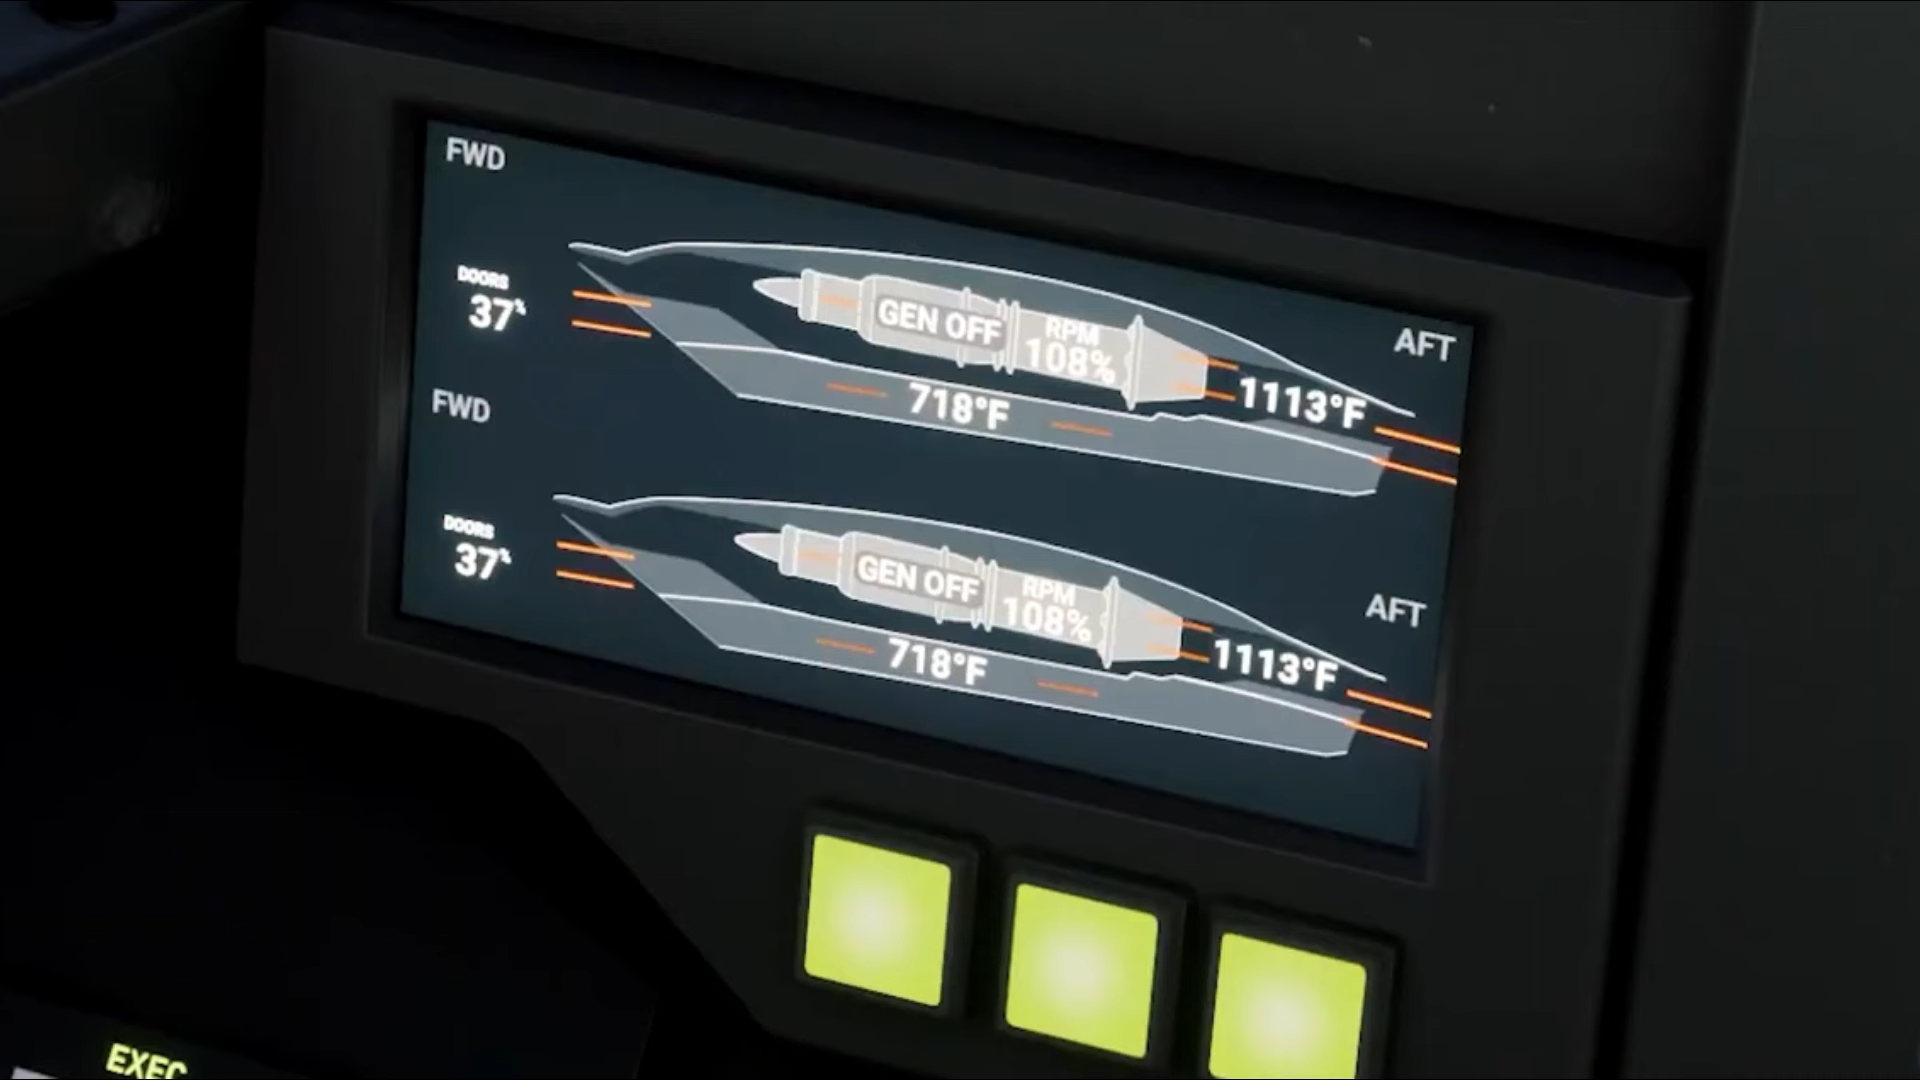 FWD
DOORS
37%
GEN OFF
RPM
108%
AFT
718°F
1113°F
FWD
DOORS
37%
GEN OFF
RPM
108%
AFT
718°F
1113°F
EXEC